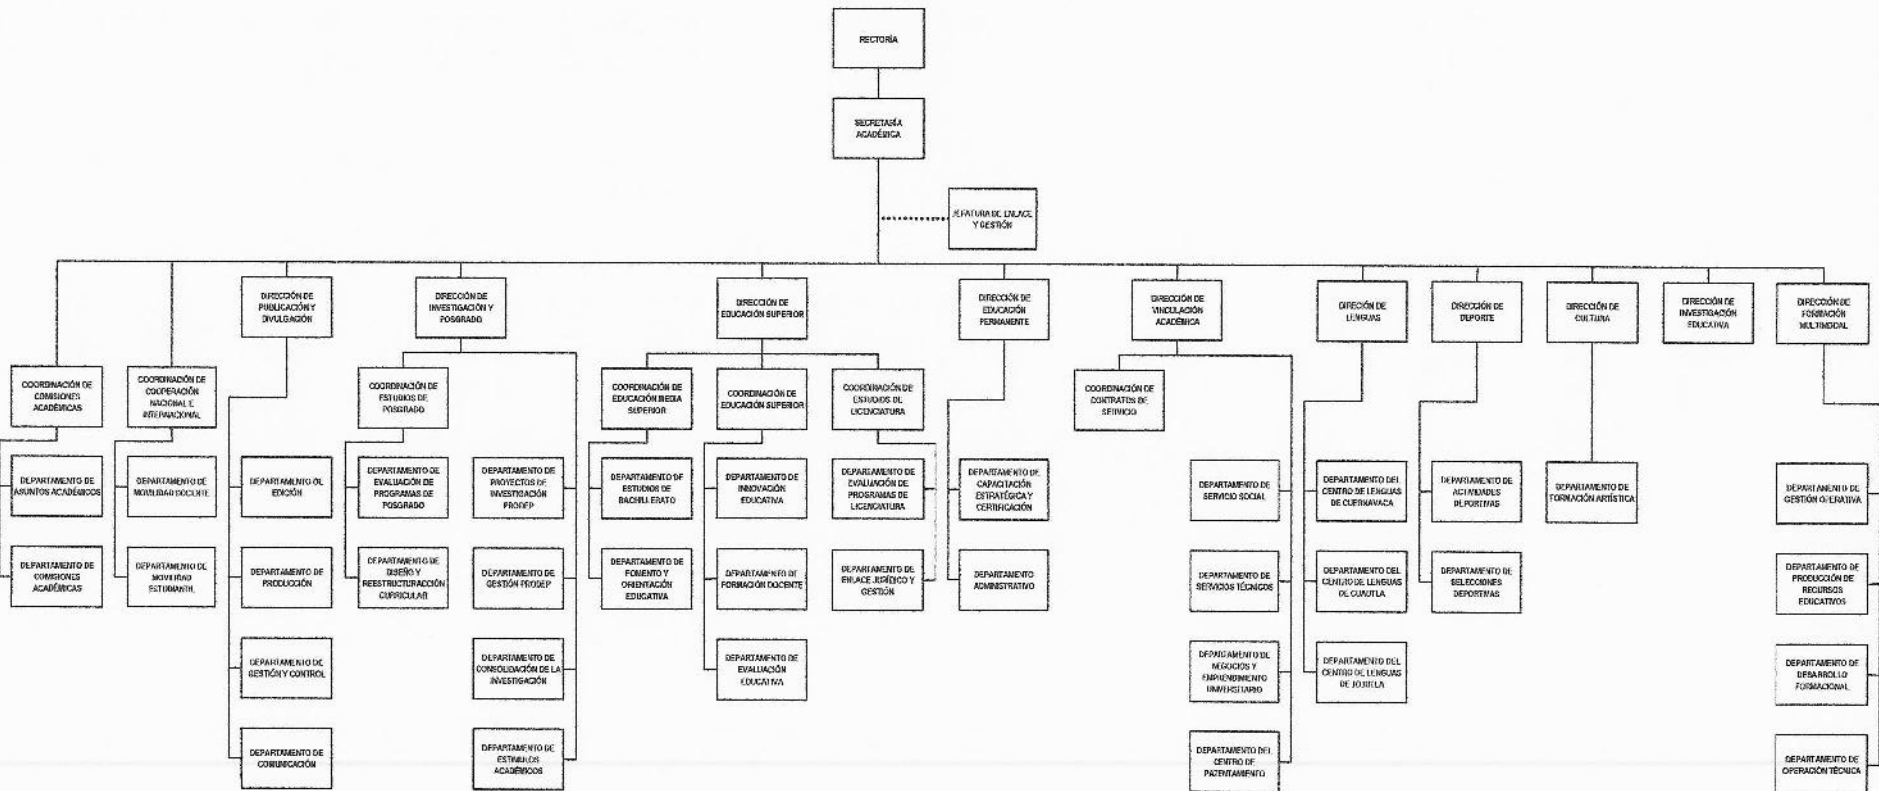 RECTORÍA
SECRETARÍA
ACADÉMICA
JEFATURA DE ENLACE
Y GESTIÓN
DIRECCIÓN DE
PUBLICACIÓN Y
DIVULGACIÓN
DIRECCIÓN DE
INVESTIGACIÓN Y
POSGRADO
DIRECCIÓN DE
EDUCACIÓN SUPERIOR
DIRECCIÓN DE
EDUCACIÓN
PERMANENTE
DIRECCIÓN DE
VINCULACIÓN
ACADÉMICA
DIRECIÓN DE
LENGUAS
DIRECCIÓN DE
DEPORTE
DIRECCIÓN DE
CULTURA
DIRECCIÓN DE
INVESTIGACIÓN
EDUCATIVA
DIRECCIÓN DE
FORMACIÓN
MULTIMODAL
COORDINACIÓN DE
COMISIONES
ACADÉMICAS
COORDINACIÓN DE
COOPERACIÓN
NACIONAL E
INTERNACIONAL
COORDINACIÓN DE
ESTUDIOS DE
POSGRADO
COORDINACIÓN DE
EDUCACIÓN MEDIA
SUPERIOR
COORDINACIÓN DE
EDUCACIÓN SUPERIOR
COORDINACIÓN DE
ESTUDIOS DE
LICENCIATURA
COORDINACIÓN DE
CONTRATOS DE
SERVICIO
DEPARTAMENTO DE
ASUNTOS ACADÉMICOS
DEPARTAMENTO DE
MOVILIDAD DOCENTE
DEPARTAMENTO DE
EDICIÓN
DEPARTAMENTO DE
EVALUACIÓN DE
PROGRAMAS DE
POSGRADO
DEPARTAMENTO DE
PROYECTOS DE
INVESTIGACIÓN
PRODEP
DEPARTAMENTO DE
ESTUDIOS DE
BACHILLERATO
DEPARTAMENTO DE
INNOVACIÓN
EDUCATIVA
DEPARTAMENTO DE
EVALUACIÓN DE
PROGRAMAS DE
LICENCIATURA
DEPARTAMENTO DE
CAPACITACIÓN
ESTRATÉGICA Y
CERTIFICACIÓN
DEPARTAMENTO DE
SERVICIO SOCIAL
DEPARTAMENTO DEL
CENTRO DE LENGUAS
DE CUERNAVACA
DEPARTAMENTO DE
ACTIVIDADES
DEPORTIVAS
DEPARTAMENTO DE
FORMACIÓN ARTÍSTICA
DEPARTAMENTO DE
GESTIÓN OPERATIVA
DEPARTAMENTO DE
COMISIONES
ACADÉMICAS
DEPARTAMENTO DE
MOVILIDAD
ESTUDIANTIL
DEPARTAMENTO DE
PRODUCCIÓN
DEPARTAMENTO DE
DISEÑO Y
REESTRUCTURACCIÓN
CURRICULAR
DEPARTAMENTO DE
GESTIÓN PRODEP
DEPARTAMENTO DE
FOMENTO Y
ORIENTACIÓN
EDUCATIVA
DEPARTAMENTO DE
FORMACIÓN DOCENTE
DEPARTAMENTO DE
ENLACE JURÍDICO Y
GESTIÓN
DEPARTAMENTO
ADMINISTRATIVO
DEPARTAMENTO DE
SERVICIOS TÉCNICOS
DEPARTAMENTO DEL
CENTRO DE LENGUAS
DE CUAUTLA
DEPARTAMENTO DE
SELECCIONES
DEPORTIVAS
DEPARTAMENTO DE
PRODUCCIÓN DE
RECURSOS
EDUCATIVOS
DEPARTAMENTO DE
GESTIÓN Y CONTROL
DEPARTAMENTO DE
CONSOLIDACIÓN DE LA
INVESTIGACIÓN
DEPARTAMENTO DE
EVALUACIÓN
EDUCATIVA
DEPARTAMENTO DE
NEGOCIOS Y
EMPRENDIMIENTO
UNIVERSITARIO
DEPARTAMENTO DEL
CENTRO DE LENGUAS
DE JOJUTLA
DEPARTAMENTO DE
DESARROLLO
FORMACIONAL
DEPARTAMENTO DE
COMUNICACIÓN
DEPARTAMENTO DE
ESTÍMULOS
ACADÉMICOS
DEPARTAMENTO DEL
CENTRO DE
PATENTAMIENTO
DEPARTAMENTO DE
OPERACIÓN TÉCNICA